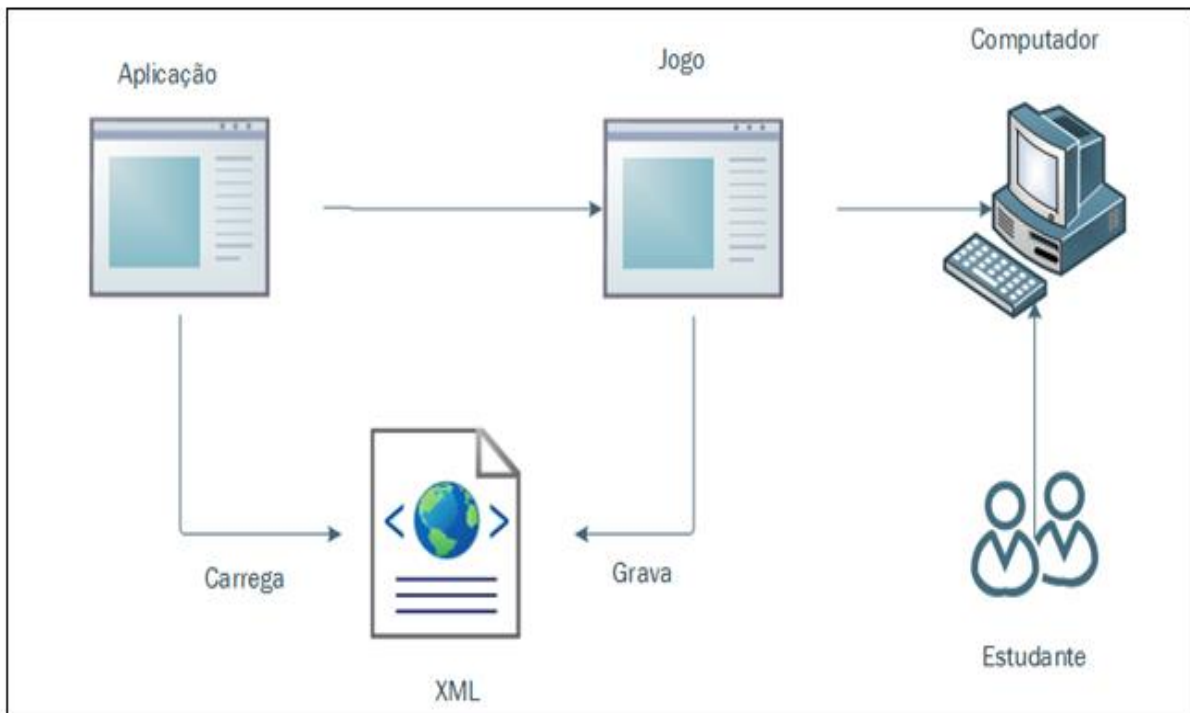 Aplicação
Jogo
Computador
Carrega
Grava
XML
Estudante